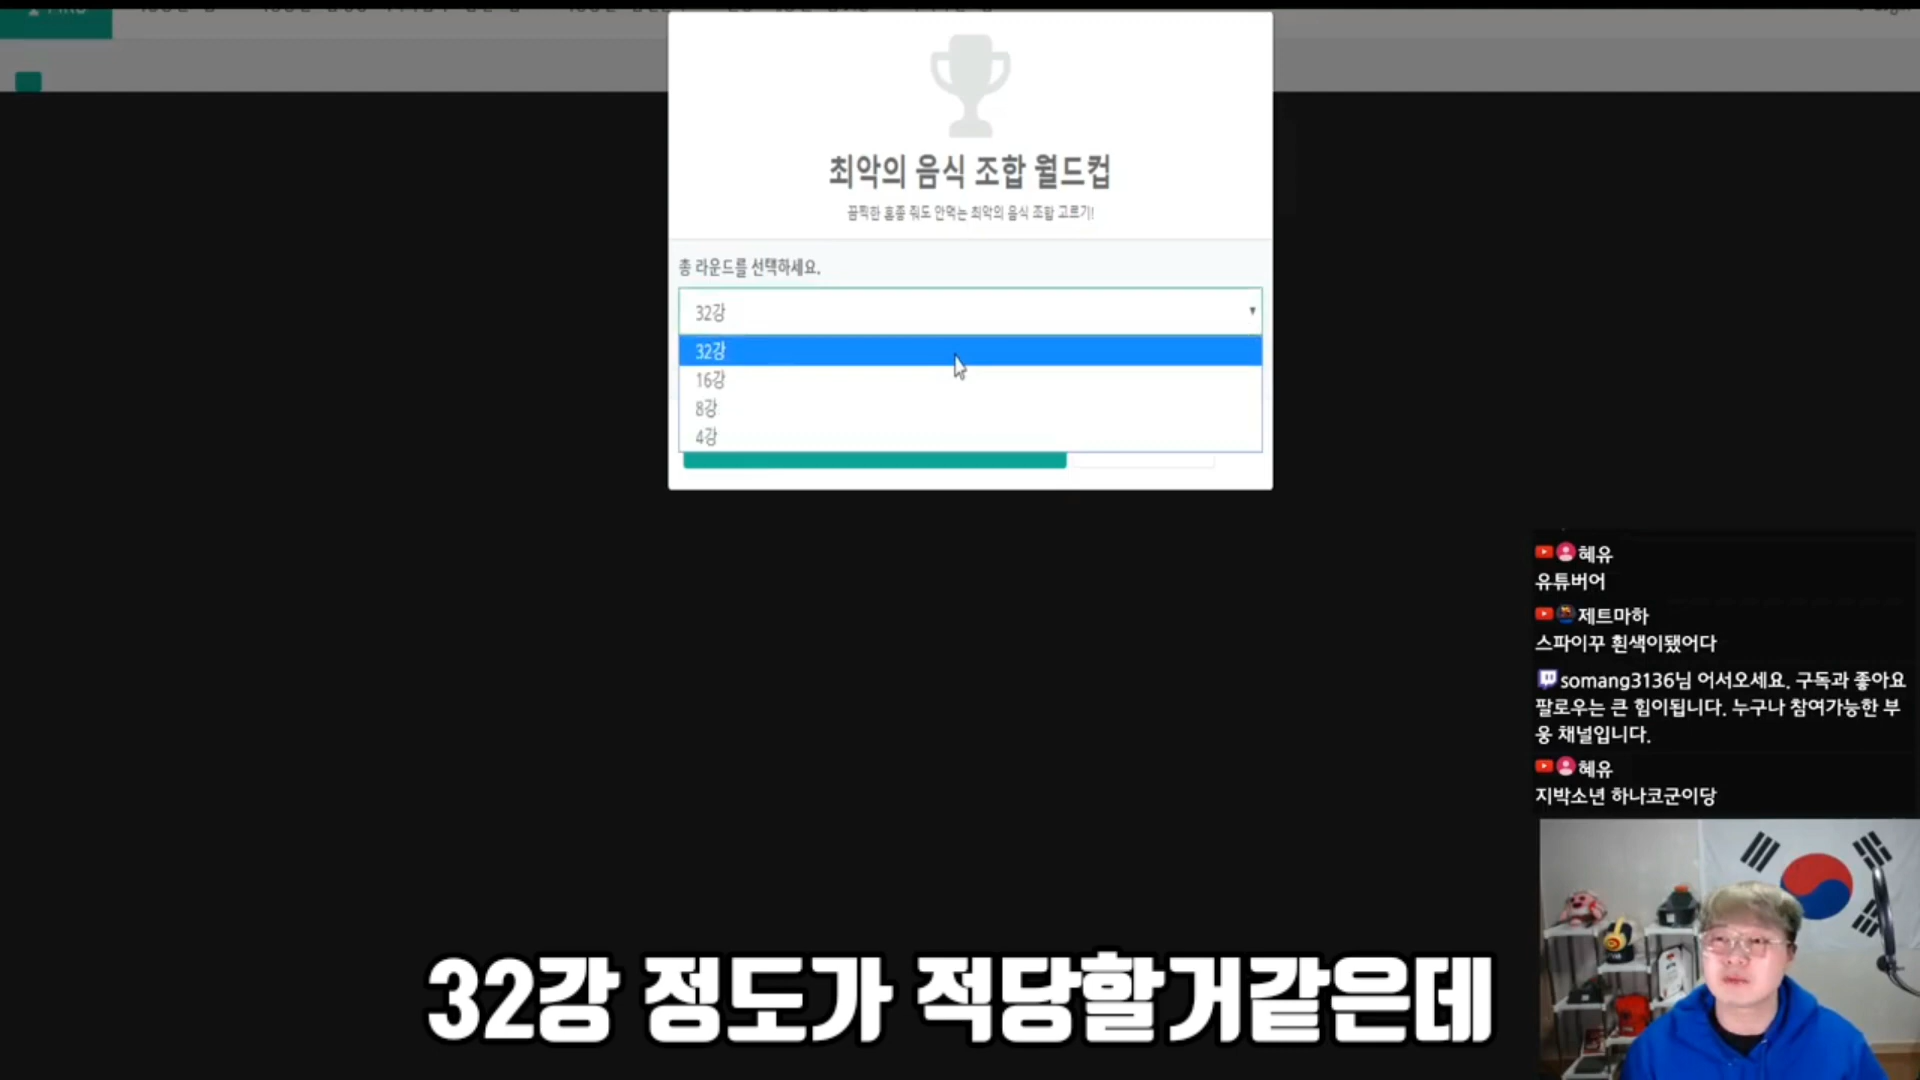 최악의 음식 조합 월드컵
끔찍한 혼종 줘도 안먹는 최악의 음식 조합 고르기!
총 라운드를 선택하세요.
32강
32강
16강
8강
4강
혜유
유튜버어
제트마하
스파이꾸 흰색이됐어다
somang3136님 어서오세요. 구독과 좋아요
팔로우는 큰 힘이됩니다. 누구나 참여가능한 부
웅 채널입니다.
혜유
지박소년 하나코군이당
32강 정도가 적당할거같은데